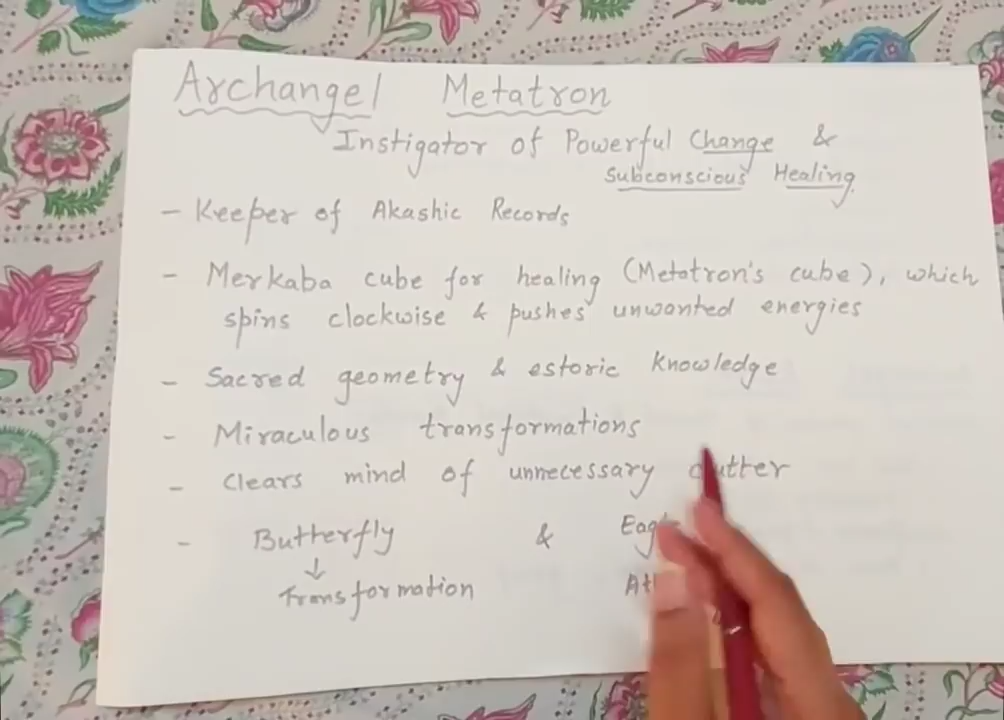 Archangel Metatron
Instigator of Powerful Change &
Subconscious Healing.
- Keeper of Akashic Records
- Merkaba cube for healing (Metatron's cube), which
spins clockwise & pushes unwanted energies
- Sacred geometry & estoric Knowledge
- Miraculous transformations
- Clears mind of unnecessary clutter
- Butterfly &
↓
Transformation